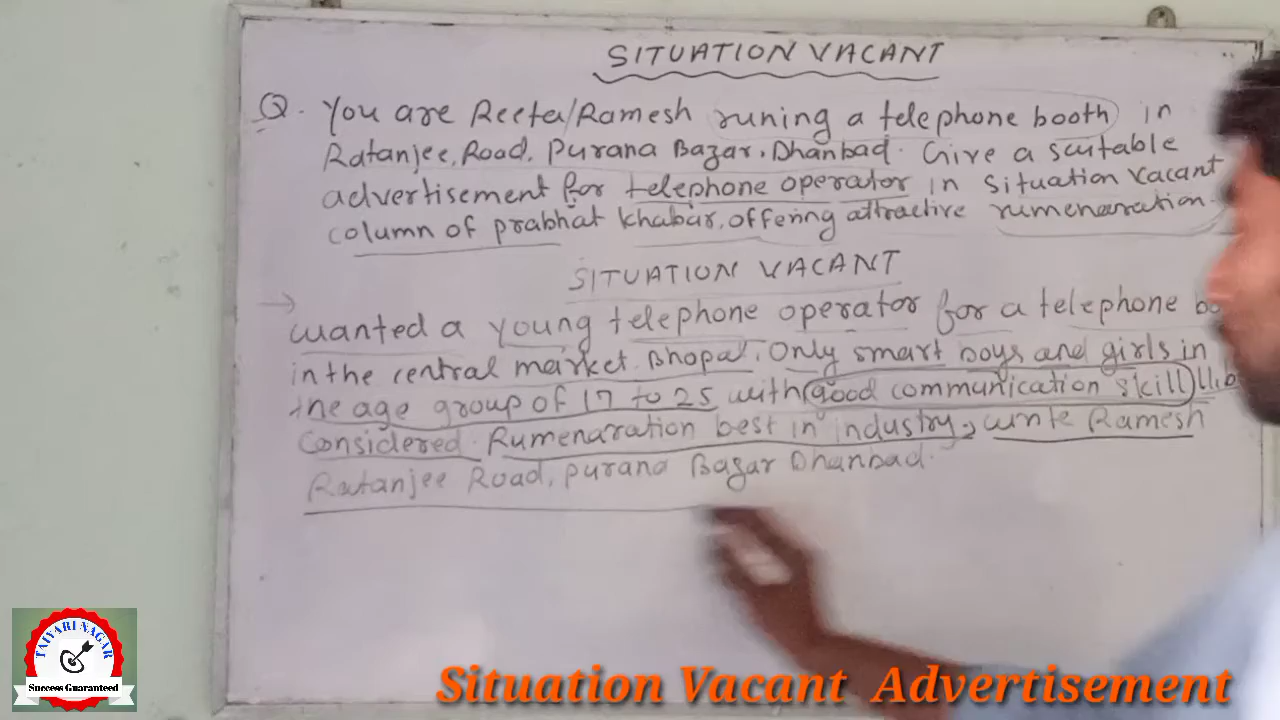 SITUATION VACANT
Q. You are Reeta/Ramesh runing a telephone booth in
Ratanjee, Road, Purana Bazar, Dhanbad. Give a suitable
advertisement for telephone operator in situation vacant
column of prabhat khabar, offering attractive rumenaration.
SITUATION VACANT
→ Wanted a young telephone operator for a telephone
in the central market Bhopal. Only smart boys and girls in
the age group of 17 to 25 with good communication skill
Considered. Rumenaration best in industry, write Ramesh
Ratanjee Road, Purana Bazar Dhanbad.
TAIYARI NAGAR
Success Guaranteed
Situation Vacant Advertisement